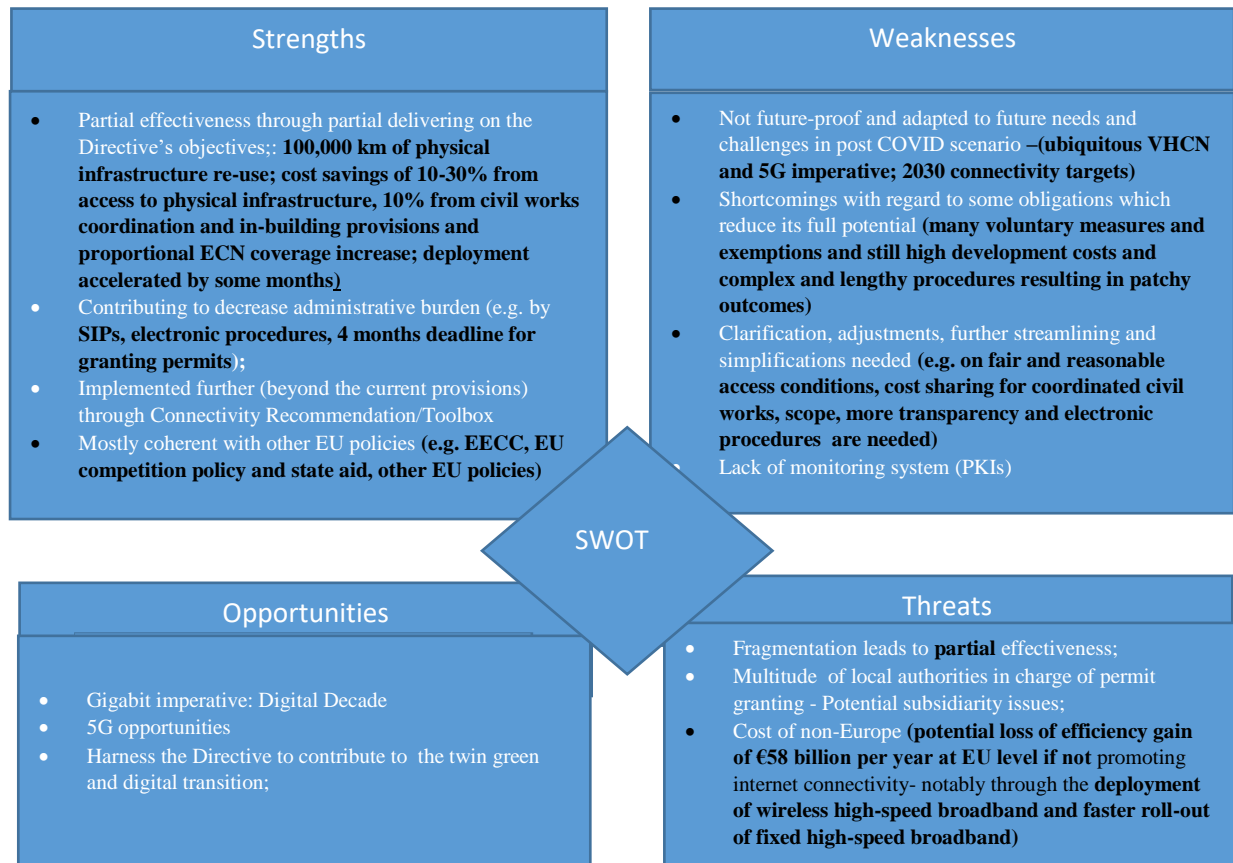 Strengths
• Partial effectiveness through partial delivering on the
Directive's objectives;: 100,000 km of physical
infrastructure re-use; cost savings of 10-30% from
access to physical infrastructure, 10% from civil works
coordination and in-building provisions and
proportional ECN coverage increase; deployment
accelerated by some months)
• Contributing to decrease administrative burden (e.g. by
SIPs, electronic procedures, 4 months deadline for
granting permits);
• Implemented further (beyond the current provisions)
through Connectivity Recommendation/Toolbox
• Mostly coherent with other EU policies (e.g. EECC, EU
competition policy and state aid, other EU policies)
Weaknesses
• Not future-proof and adapted to future needs and
challenges in post COVID scenario –(ubiquitous VHCN
and 5G imperative; 2030 connectivity targets)
• Shortcomings with regard to some obligations which
reduce its full potential (many voluntary measures and
exemptions and still high development costs and
complex and lengthy procedures resulting in patchy
outcomes)
• Clarification, adjustments, further streamlining and
simplifications needed (e.g. on fair and reasonable
access conditions, cost sharing for coordinated civil
works, scope, more transparency and electronic
procedures are needed)
• Lack of monitoring system (PKIs)
SWOT
Opportunities
• Gigabit imperative: Digital Decade
• 5G opportunities
• Harness the Directive to contribute to the twin green
and digital transition;
Threats
• Fragmentation leads to partial effectiveness;
• Multitude of local authorities in charge of permit
granting - Potential subsidiarity issues;
• Cost of non-Europe (potential loss of efficiency gain
of €58 billion per year at EU level if not promoting
internet connectivity- notably through the deployment
of wireless high-speed broadband and faster roll-out
of fixed high-speed broadband)